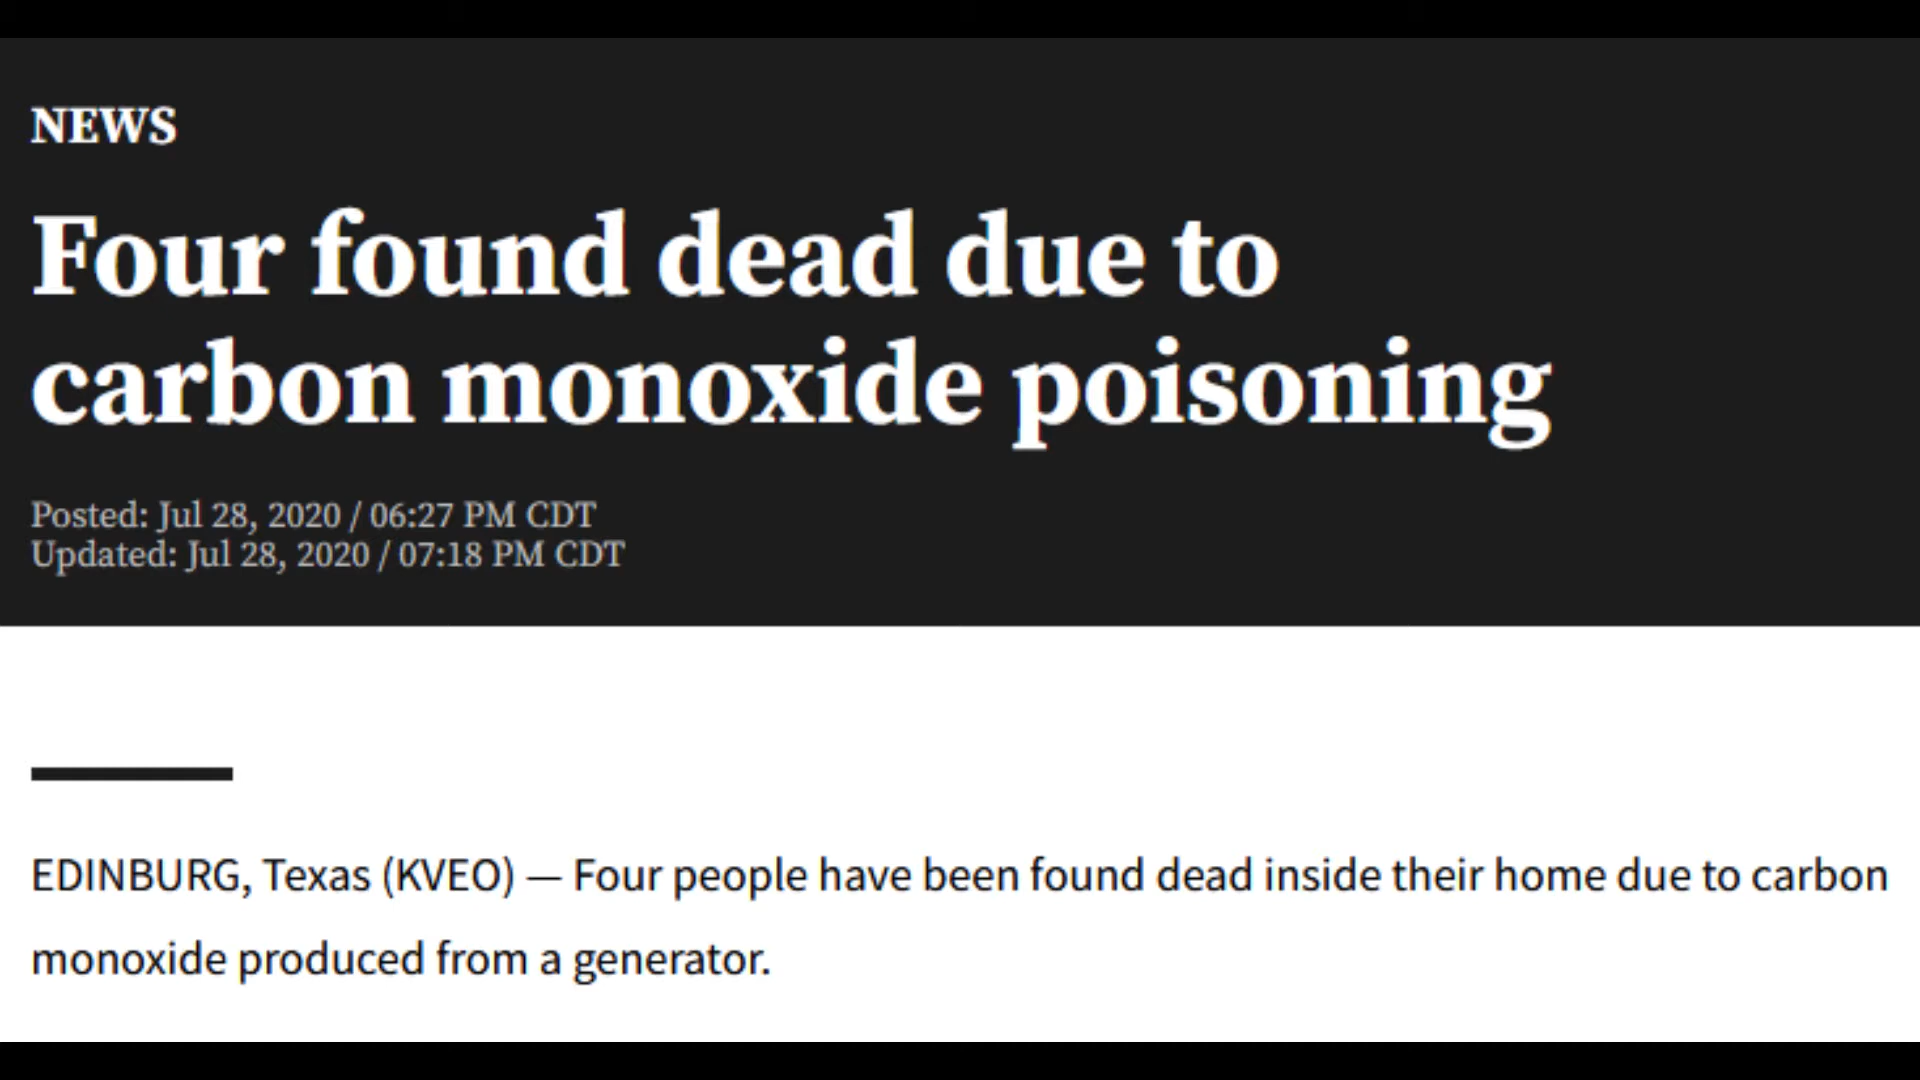 NEWS
Four found dead due to
carbon monoxide poisoning
Posted: Jul 28, 2020 / 06:27 PM CDT
Updated: Jul 28, 2020 / 07:18 PM CDT
EDINBURG, Texas (KVEO) — Four people have been found dead inside their home due to carbon
monoxide produced from a generator.